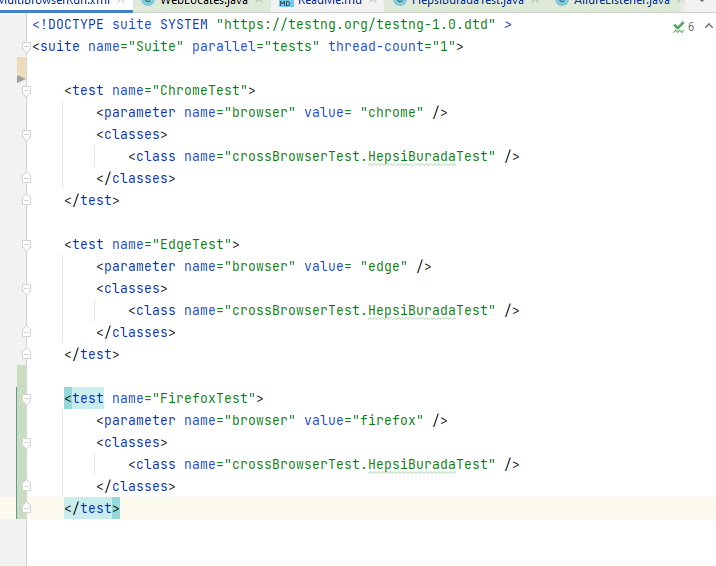 MultiBrowserRun.xml WebLocates.java ReadMe.md HepsiBuradaTest.java AllureListener.java
<!DOCTYPE suite SYSTEM "https://testng.org/testng-1.0.dtd" >
6
<suite name="Suite" parallel="tests" thread-count="1">
<test name="ChromeTest">
<parameter name="browser" value= "chrome" />
<classes>
<class name="crossBrowserTest.HepsiBuradaTest" />
</classes>
</test>
<test name="EdgeTest">
<parameter name="browser" value= "edge" />
<classes>
<class name="crossBrowserTest.HepsiBuradaTest" />
</classes>
</test>
<test name="FirefoxTest">
<parameter name="browser" value="firefox" />
<classes>
<class name="crossBrowserTest.HepsiBuradaTest" />
</classes>
</test>